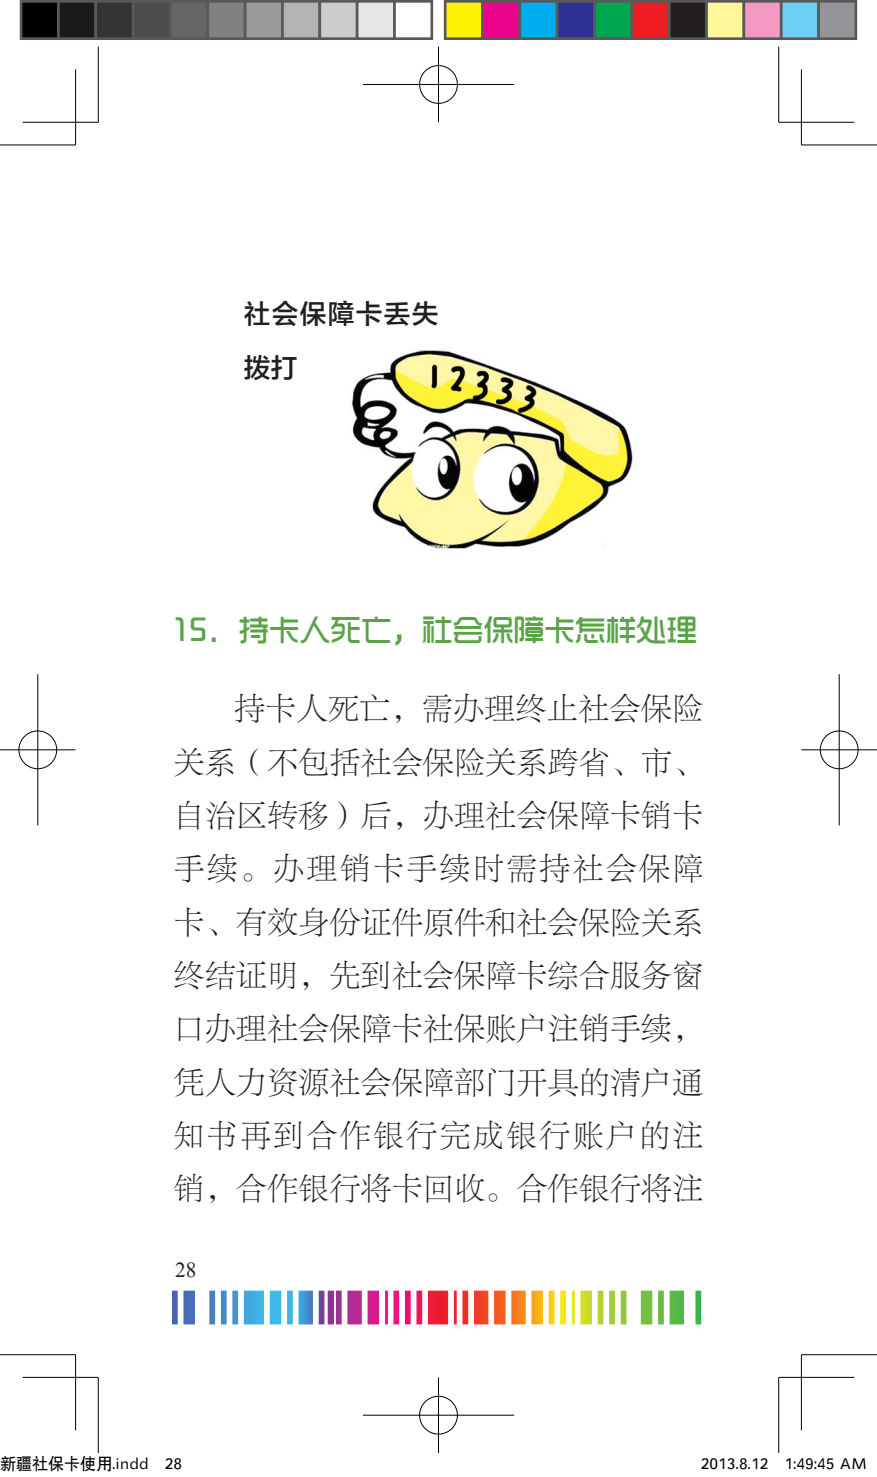 社会保障卡丢失
拨打
12333
15. 持卡人死亡，社会保障卡怎样处理
持卡人死亡，需办理终止社会保险
关系（不包括社会保险关系跨省、市、
自治区转移）后，办理社会保障卡销卡
手续。办理销卡手续时需持社会保障
卡、有效身份证件原件和社会保险关系
终结证明，先到社会保障卡综合服务窗
口办理社会保障卡社保账户注销手续，
凭人力资源社会保障部门开具的清户通
知书再到合作银行完成银行账户的注
销，合作银行将卡回收。合作银行将注
28
新疆社保卡使用.indd 28 2013.8.12 1:49:45 AM